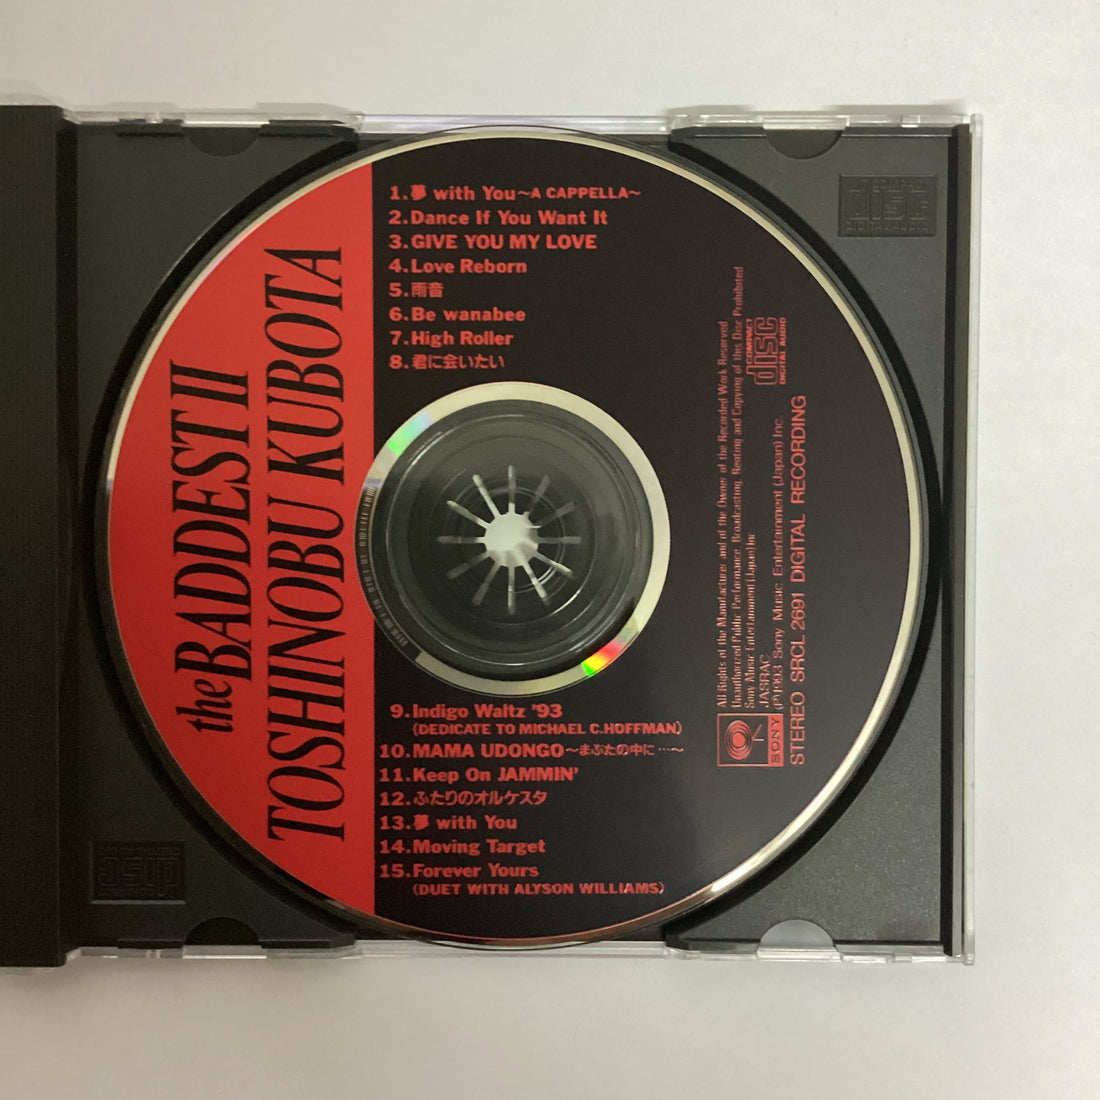 the BADDEST II
TOSHINOBU KUBOTA
1.夢 with You～A CAPPELLA～
2.Dance If You Want It
3.GIVE YOU MY LOVE
4.Love Reborn
5.雨音
6.Be wanabee
7.High Roller
8.君に会いたい
9.Indigo Waltz '93
(DEDICATE TO MICHAEL C.HOFFMAN)
10.MAMA UDONGO～まぶたの中に…～
11.Keep On JAMMIN'
12.ふたりのオルケスタ
13.夢 with You
14.Moving Target
15.Forever Yours
(DUET WITH ALYSON WILLIAMS)
All Rights of the Manufacturer and of the Owner of the Recorded Work Reserved
Unauthorized Public Performance, Broadcasting, Renting and Copying of this Disc Prohibited
Sony Music Entertainment(Japan)Inc
JASRAC
(P)1993 Sony Music Entertainment (Japan) Inc.
STEREO SRCL 2691 DIGITAL RECORDING
SONY
COMPACT
disc
DIGITAL AUDIO
COMPACT
disc
DIGITAL AUDIO
disc